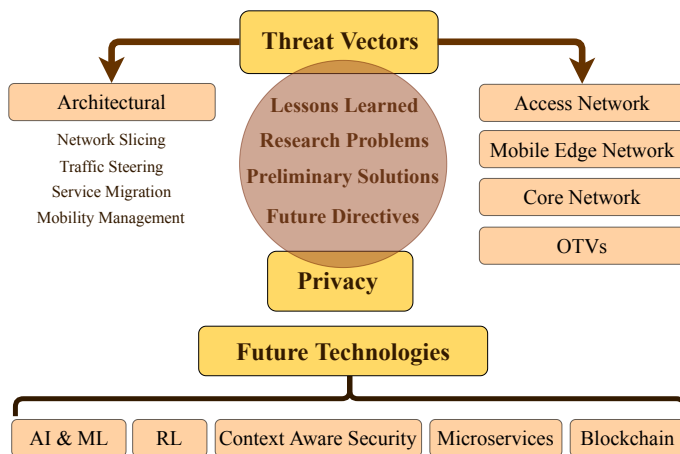 Threat Vectors
Architectural
Network Slicing
Traffic Steering
Service Migration
Mobility Management
Lessons Learned
Research Problems
Preliminary Solutions
Future Directives
Access Network
Mobile Edge Network
Core Network
OTVs
Privacy
Future Technologies
AI & ML
RL
Context Aware Security
Microservices
Blockchain